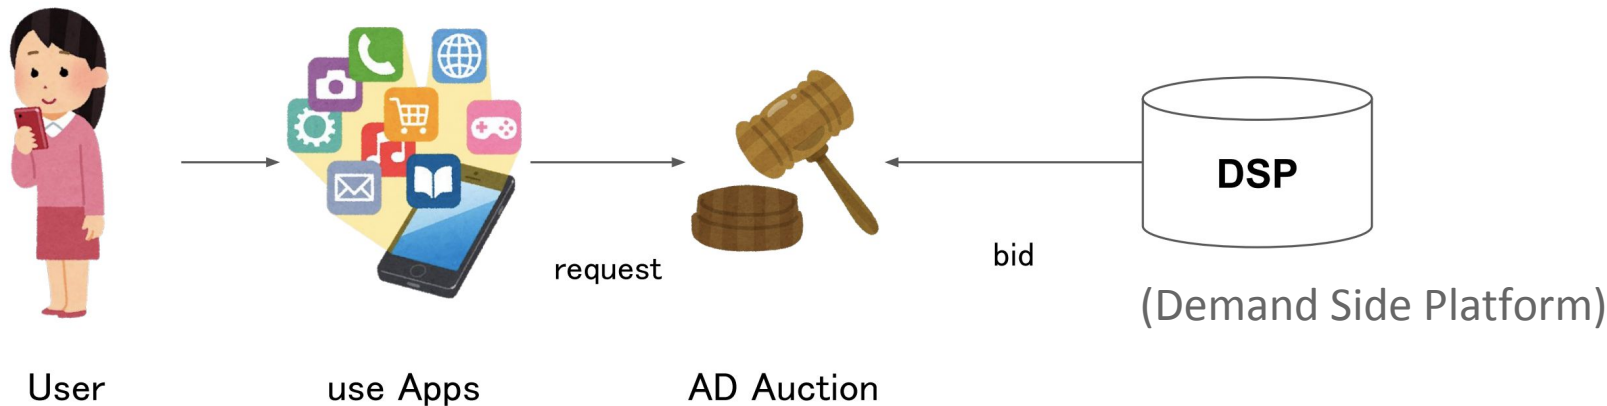 DSP
request
bid
(Demand Side Platform)
User
use Apps
AD Auction